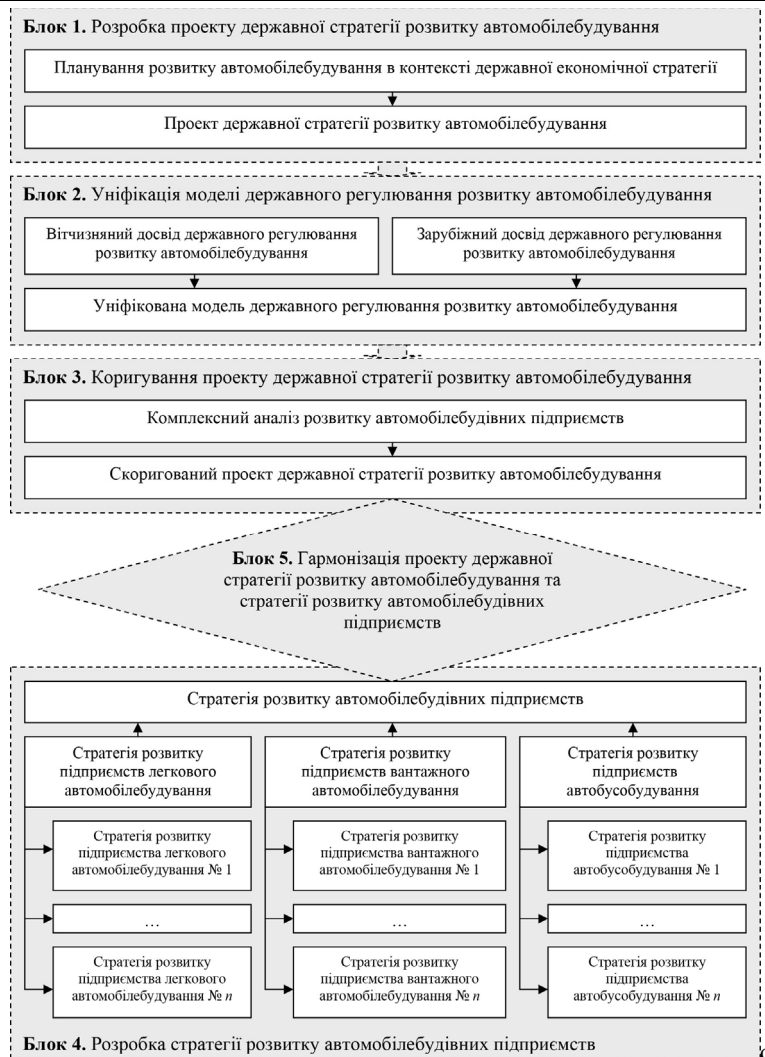 Блок 1. Розробка проекту державної стратегії розвитку автомобілебудування
Планування розвитку автомобілебудування в контексті державної економічної стратегії
Проект державної стратегії розвитку автомобілебудування
Блок 2. Уніфікація моделі державного регулювання розвитку автомобілебудування
Вітчизняний досвід державного регулювання
розвитку автомобілебудування
Зарубіжний досвід державного регулювання
розвитку автомобілебудування
Уніфікована модель державного регулювання розвитку автомобілебудування
Блок 3. Коригування проекту державної стратегії розвитку автомобілебудування
Комплексний аналіз розвитку автомобілебудівних підприємств
Скоригований проект державної стратегії розвитку автомобілебудування
Блок 5. Гармонізація проекту державної
стратегії розвитку автомобілебудування та
стратегії розвитку автомобілебудівних
підприємств
Стратегія розвитку автомобілебудівних підприємств
Стратегія розвитку
підприємств легкового
автомобілебудування
Стратегія розвитку
підприємств вантажного
автомобілебудування
Стратегія розвитку
підприємств
автобусобудування
Стратегія розвитку
підприємства легкового
автомобілебудування № 1
Стратегія розвитку
підприємства вантажного
автомобілебудування № 1
Стратегія розвитку
підприємства
автобусобудування № 1
…
…
…
Стратегія розвитку
підприємства легкового
автомобілебудування № n
Стратегія розвитку
підприємства вантажного
автомобілебудування № n
Стратегія розвитку
підприємства
автобусобудування № n
Блок 4. Розробка стратегії розвитку автомобілебудівних підприємств